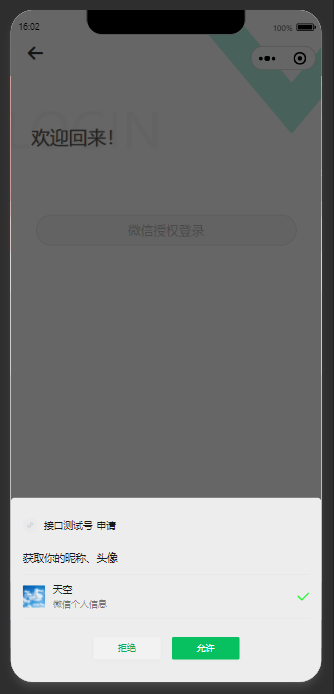 16:02
100%
LOGIN
欢迎回来！
微信授权登录
接口测试号 申请
获取你的昵称、头像
天空
微信个人信息
拒绝
允许